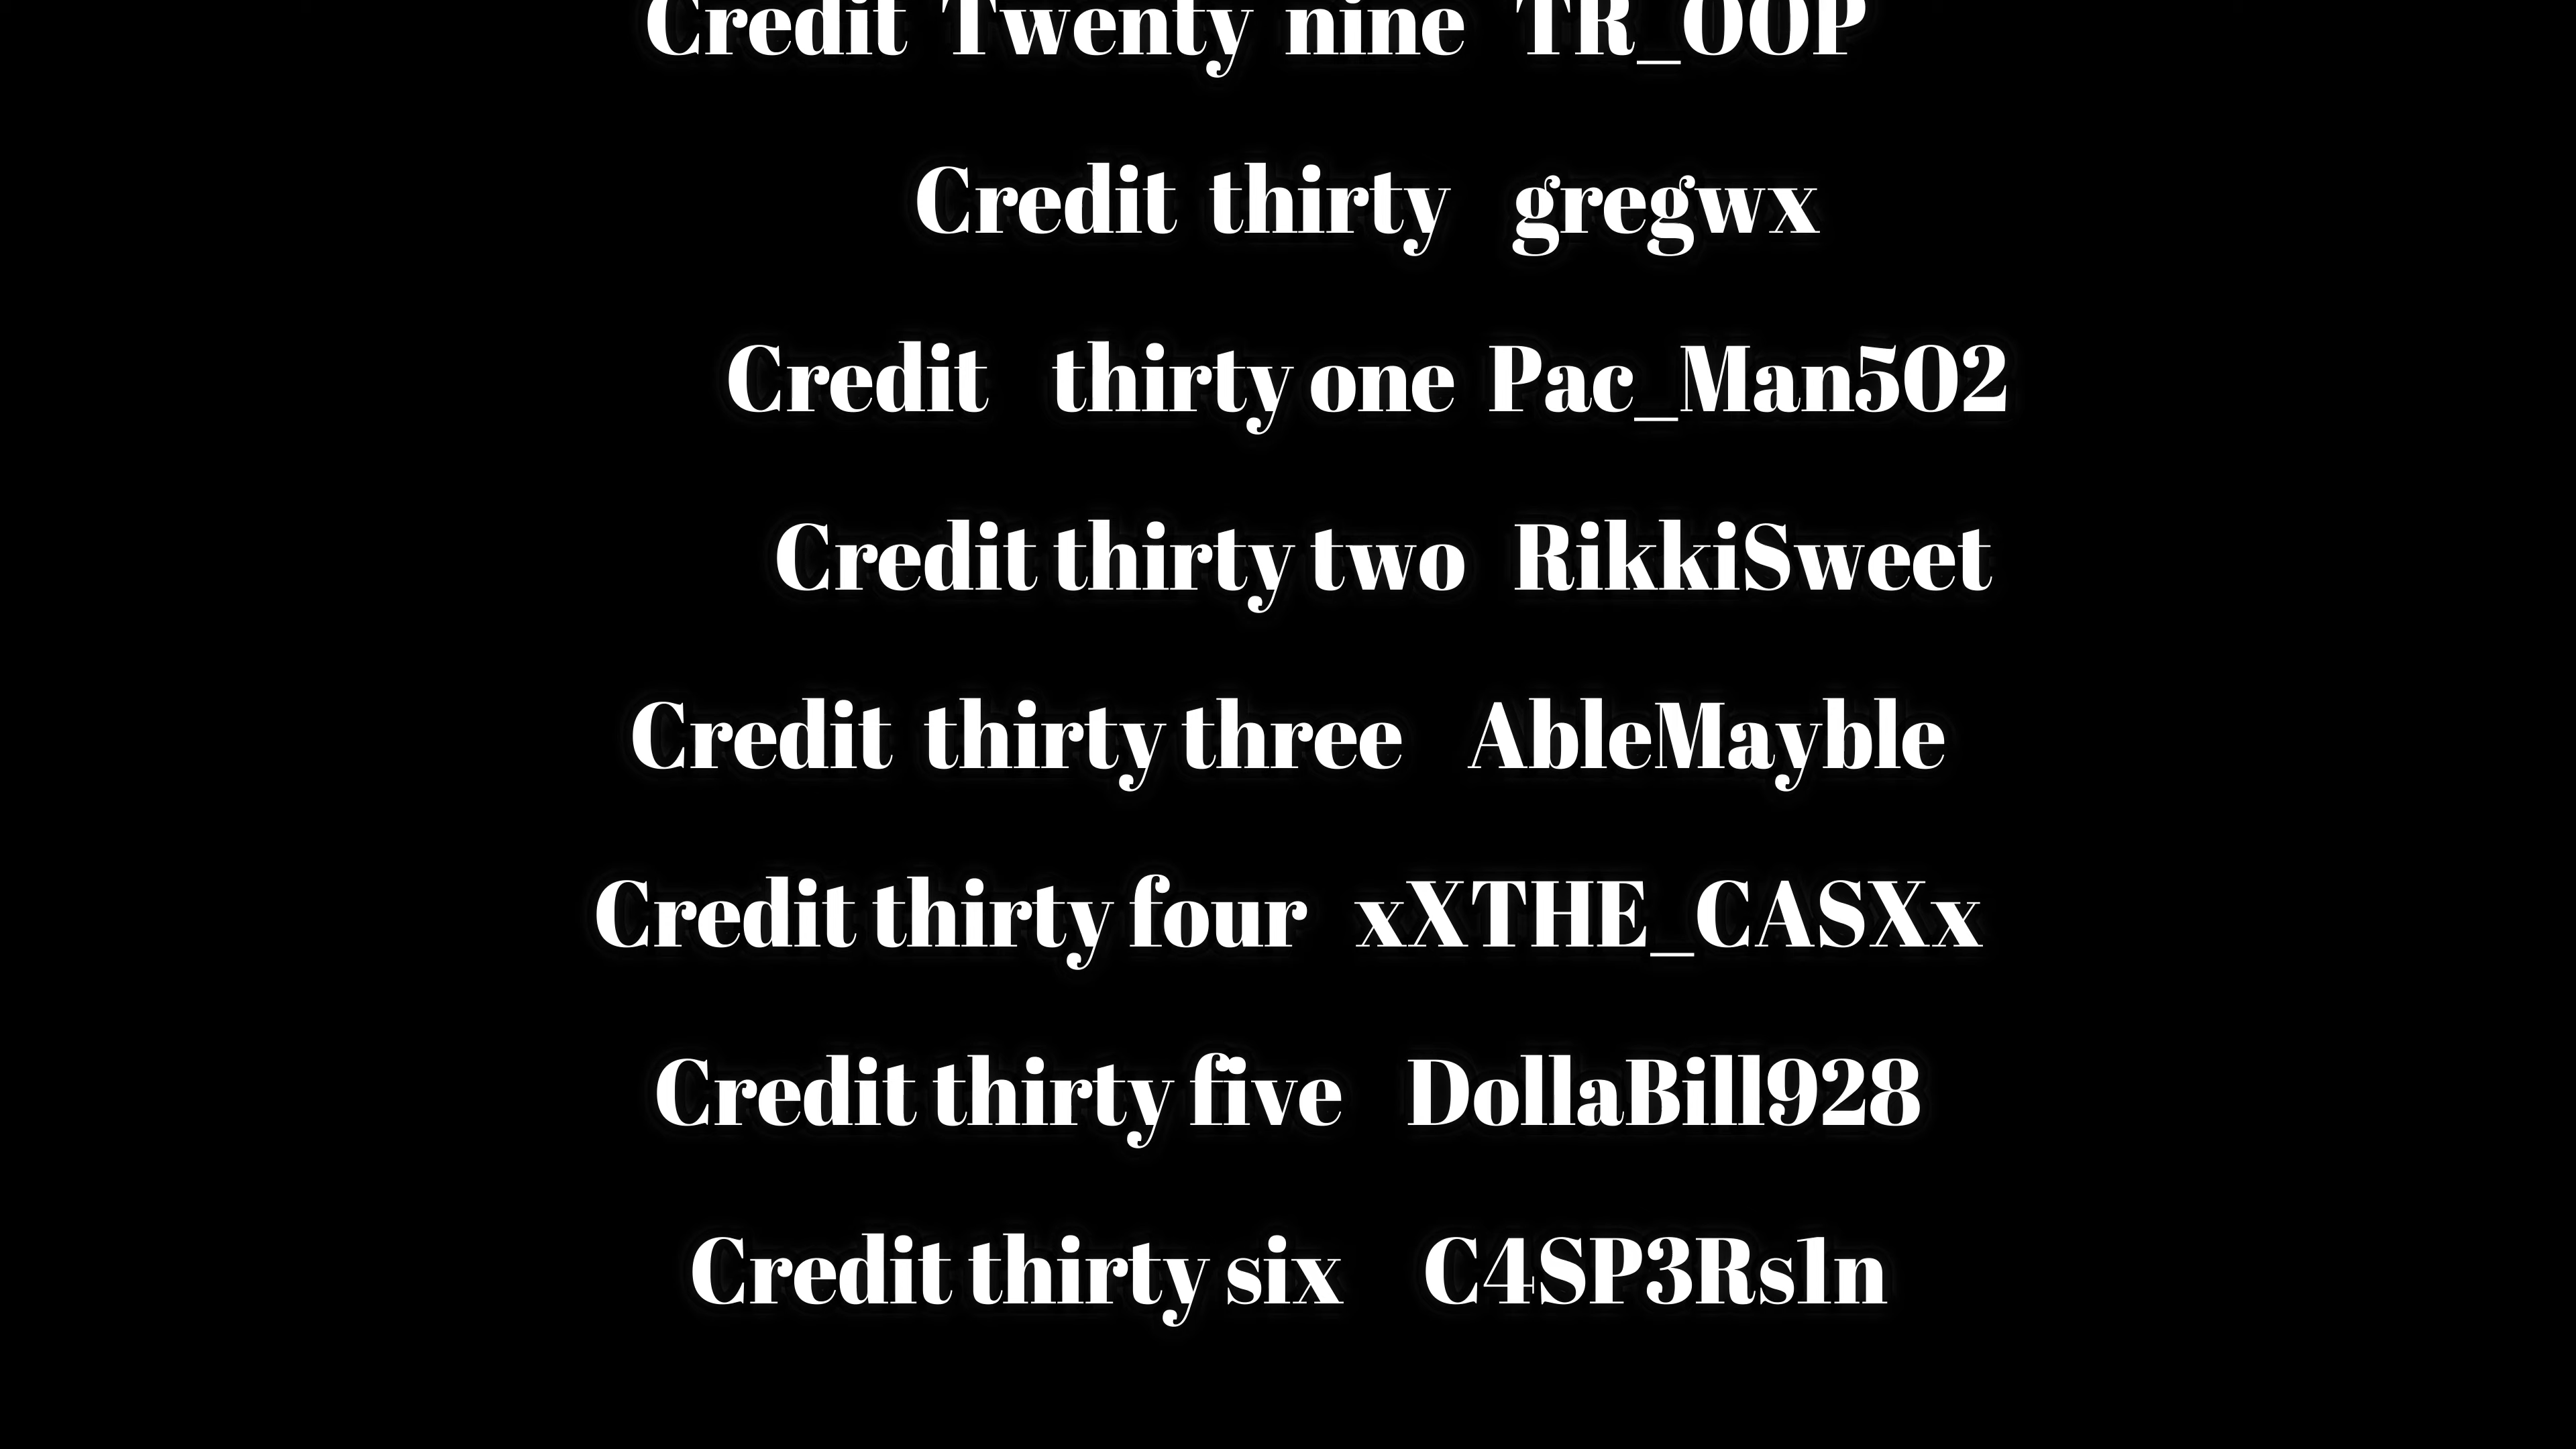 Credit Twenty nine TR_OOP
Credit thirty gregwx
Credit thirty one Pac_Man502
Credit thirty two RikkiSweet
Credit thirty three AbleMayble
Credit thirty four xXTHE_CASXx
Credit thirty five DollaBill928
Credit thirty six C4SP3Rs1n